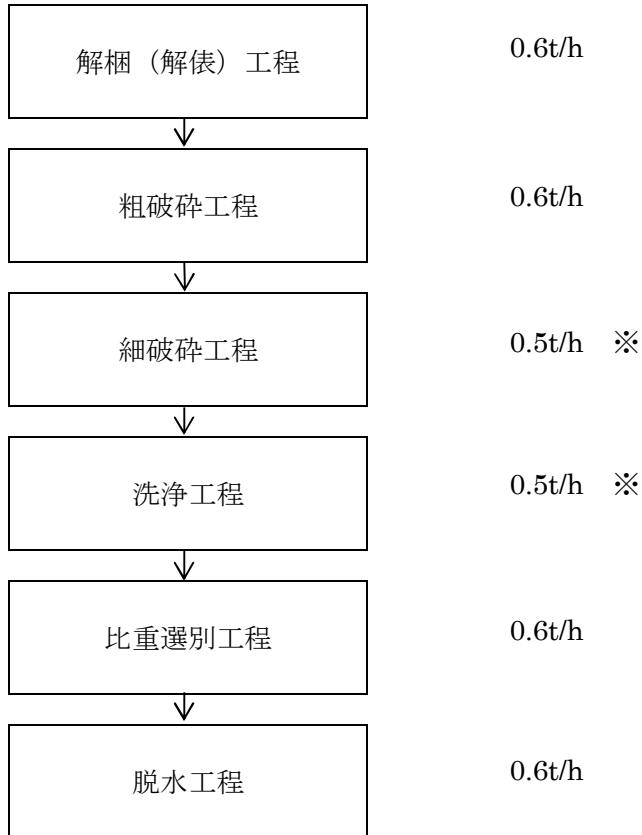 解梱（解俵）工程 0.6t/h
粗破砕工程 0.6t/h
細破砕工程 0.5t/h ※
洗浄工程 0.5t/h ※
比重選別工程 0.6t/h
脱水工程 0.6t/h